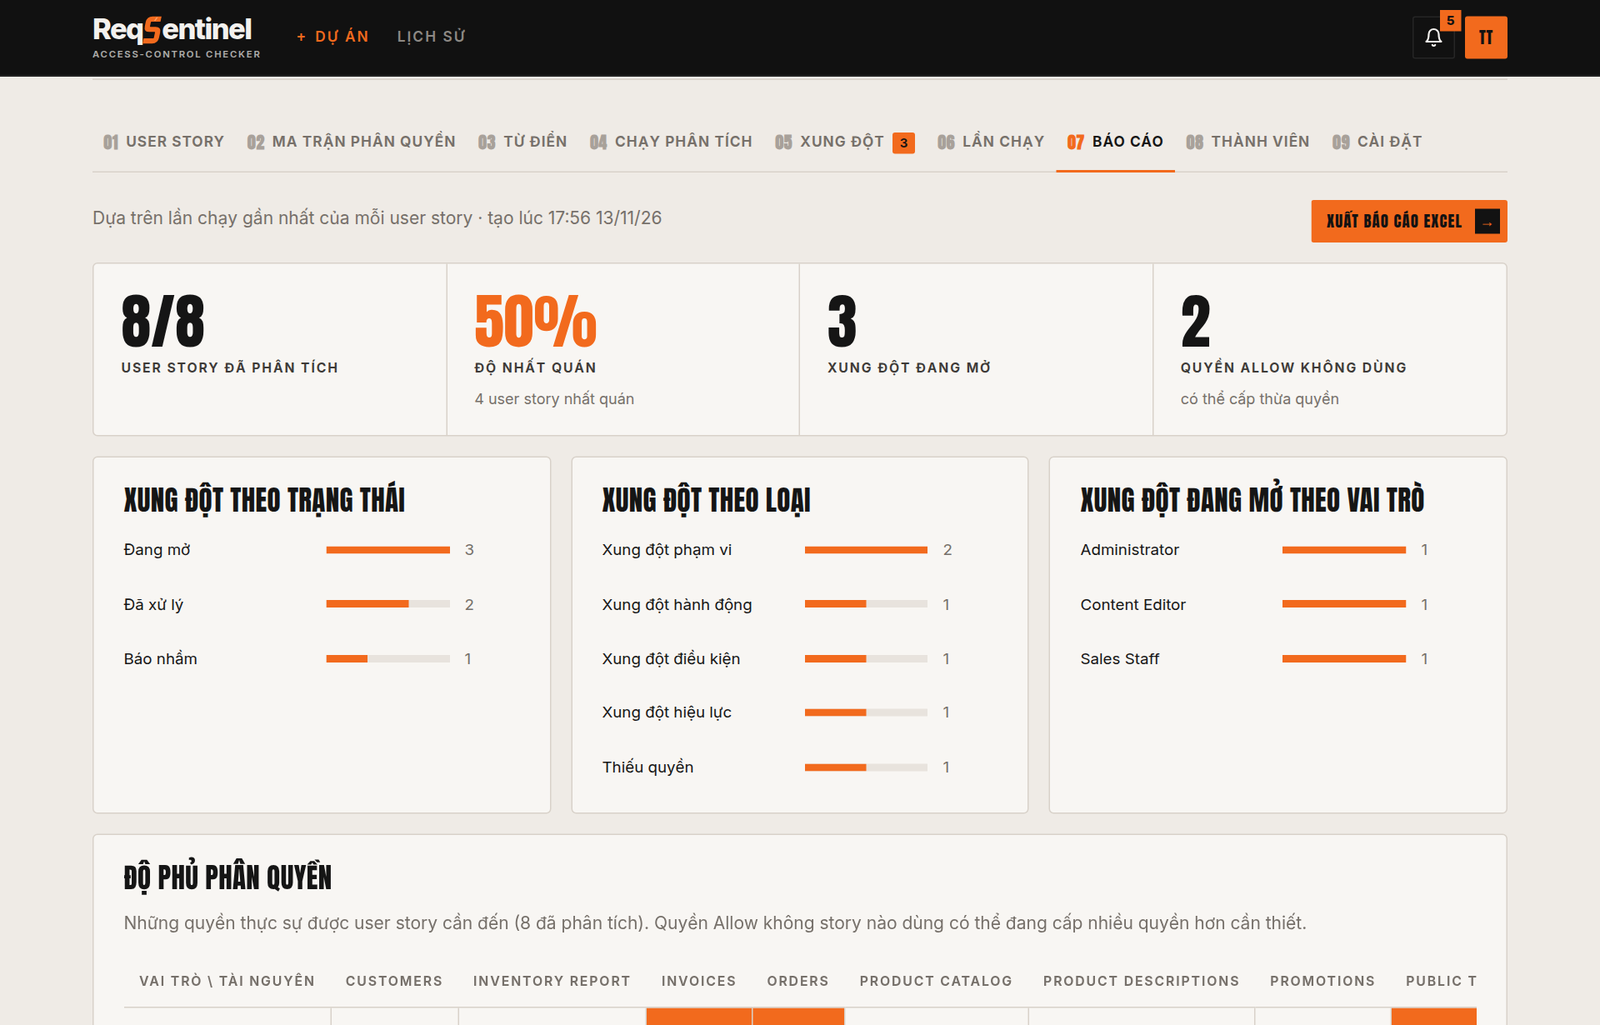 ReqSentinel
ACCESS-CONTROL CHECKER
+ DỰ ÁN
LỊCH SỬ
5
TT
01 USER STORY
02 MA TRẬN PHÂN QUYỀN
03 TỪ ĐIỂN
04 CHẠY PHÂN TÍCH
05 XUNG ĐỘT 3
06 LẦN CHẠY
07 BÁO CÁO
08 THÀNH VIÊN
09 CÀI ĐẶT
Dựa trên lần chạy gần nhất của mỗi user story · tạo lúc 17:56 13/11/26
XUẤT BÁO CÁO EXCEL →
8/8
USER STORY ĐÃ PHÂN TÍCH
50%
ĐỘ NHẤT QUÁN
4 user story nhất quán
3
XUNG ĐỘT ĐANG MỞ
2
QUYỀN ALLOW KHÔNG DÙNG
có thể cấp thừa quyền
XUNG ĐỘT THEO TRẠNG THÁI
Đang mở 3
Đã xử lý 2
Báo nhầm 1
XUNG ĐỘT THEO LOẠI
Xung đột phạm vi 2
Xung đột hành động 1
Xung đột điều kiện 1
Xung đột hiệu lực 1
Thiếu quyền 1
XUNG ĐỘT ĐANG MỞ THEO VAI TRÒ
Administrator 1
Content Editor 1
Sales Staff 1
ĐỘ PHỦ PHÂN QUYỀN
Những quyền thực sự được user story cần đến (8 đã phân tích). Quyền Allow không story nào dùng có thể đang cấp nhiều quyền hơn cần thiết.
VAI TRÒ \ TÀI NGUYÊN CUSTOMERS INVENTORY REPORT INVOICES ORDERS PRODUCT CATALOG PRODUCT DESCRIPTIONS PROMOTIONS PUBLIC T